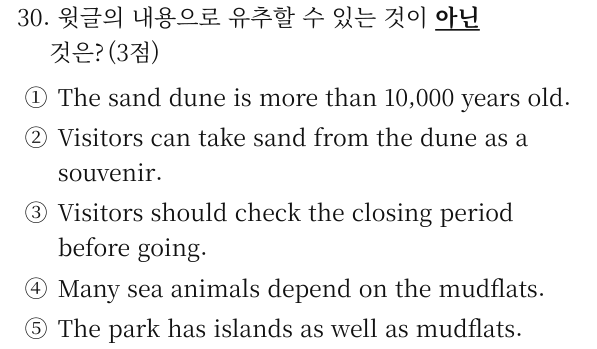 30. 윗글의 내용으로 유추할 수 있는 것이 아닌
것은? (3점)
① The sand dune is more than 10,000 years old.
② Visitors can take sand from the dune as a
souvenir.
③ Visitors should check the closing period
before going.
④ Many sea animals depend on the mudflats.
⑤ The park has islands as well as mudflats.